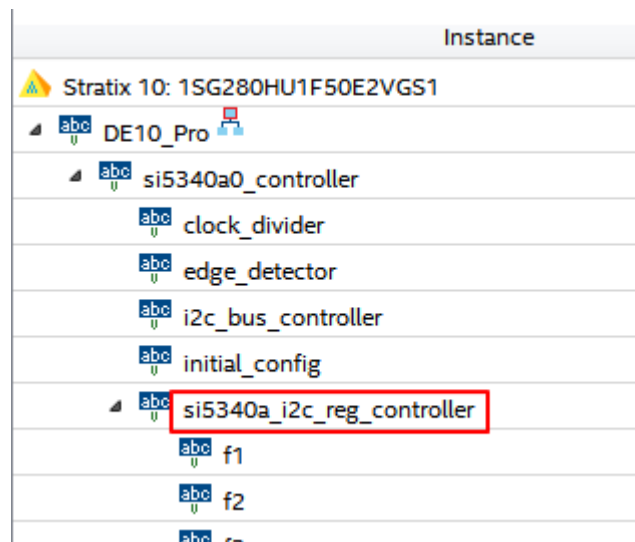 Instance
Stratix 10: 1SG280HU1F50E2VGS1
abc DE10_Pro
abc si5340a0_controller
abc clock_divider
abc edge_detector
abc i2c_bus_controller
abc initial_config
abc si5340a_i2c_reg_controller
abc f1
abc f2
abc